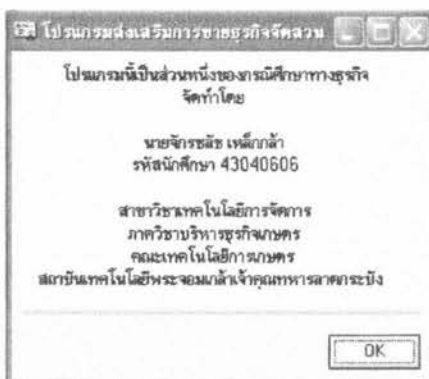 โปรแกรมส่งเสริมการขายธุรกิจจัดสวน
โปรแกรมนี้เป็นส่วนหนึ่งของกรณีศึกษาทางธุรกิจ
จัดทำโดย
นายจักรชลัช เหล็กกล้า
รหัสนักศึกษา 43040606
สาขาวิชาเทคโนโลยีการจัดการ
ภาควิชาบริหารธุรกิจเกษตร
คณะเทคโนโลยีการเกษตร
สถาบันเทคโนโลยีพระจอมเกล้าเจ้าคุณทหารลาดกระบัง
OK